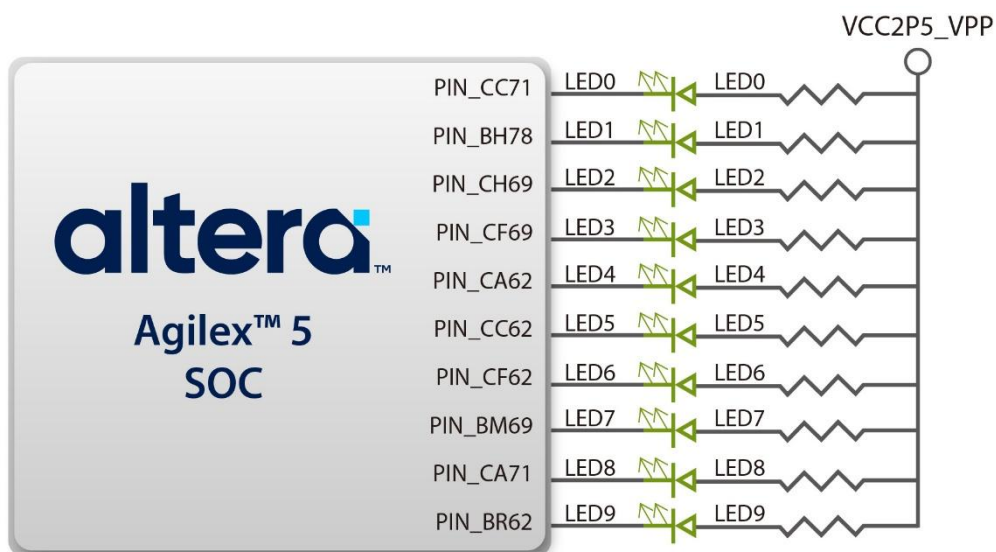 VCC2P5_VPP
PIN_CC71 LED0 LED0
PIN_BH78 LED1 LED1
PIN_CH69 LED2 LED2
PIN_CF69 LED3 LED3
PIN_CA62 LED4 LED4
PIN_CC62 LED5 LED5
PIN_CF62 LED6 LED6
PIN_BM69 LED7 LED7
PIN_CA71 LED8 LED8
PIN_BR62 LED9 LED9
altera™
Agilex™ 5
SOC